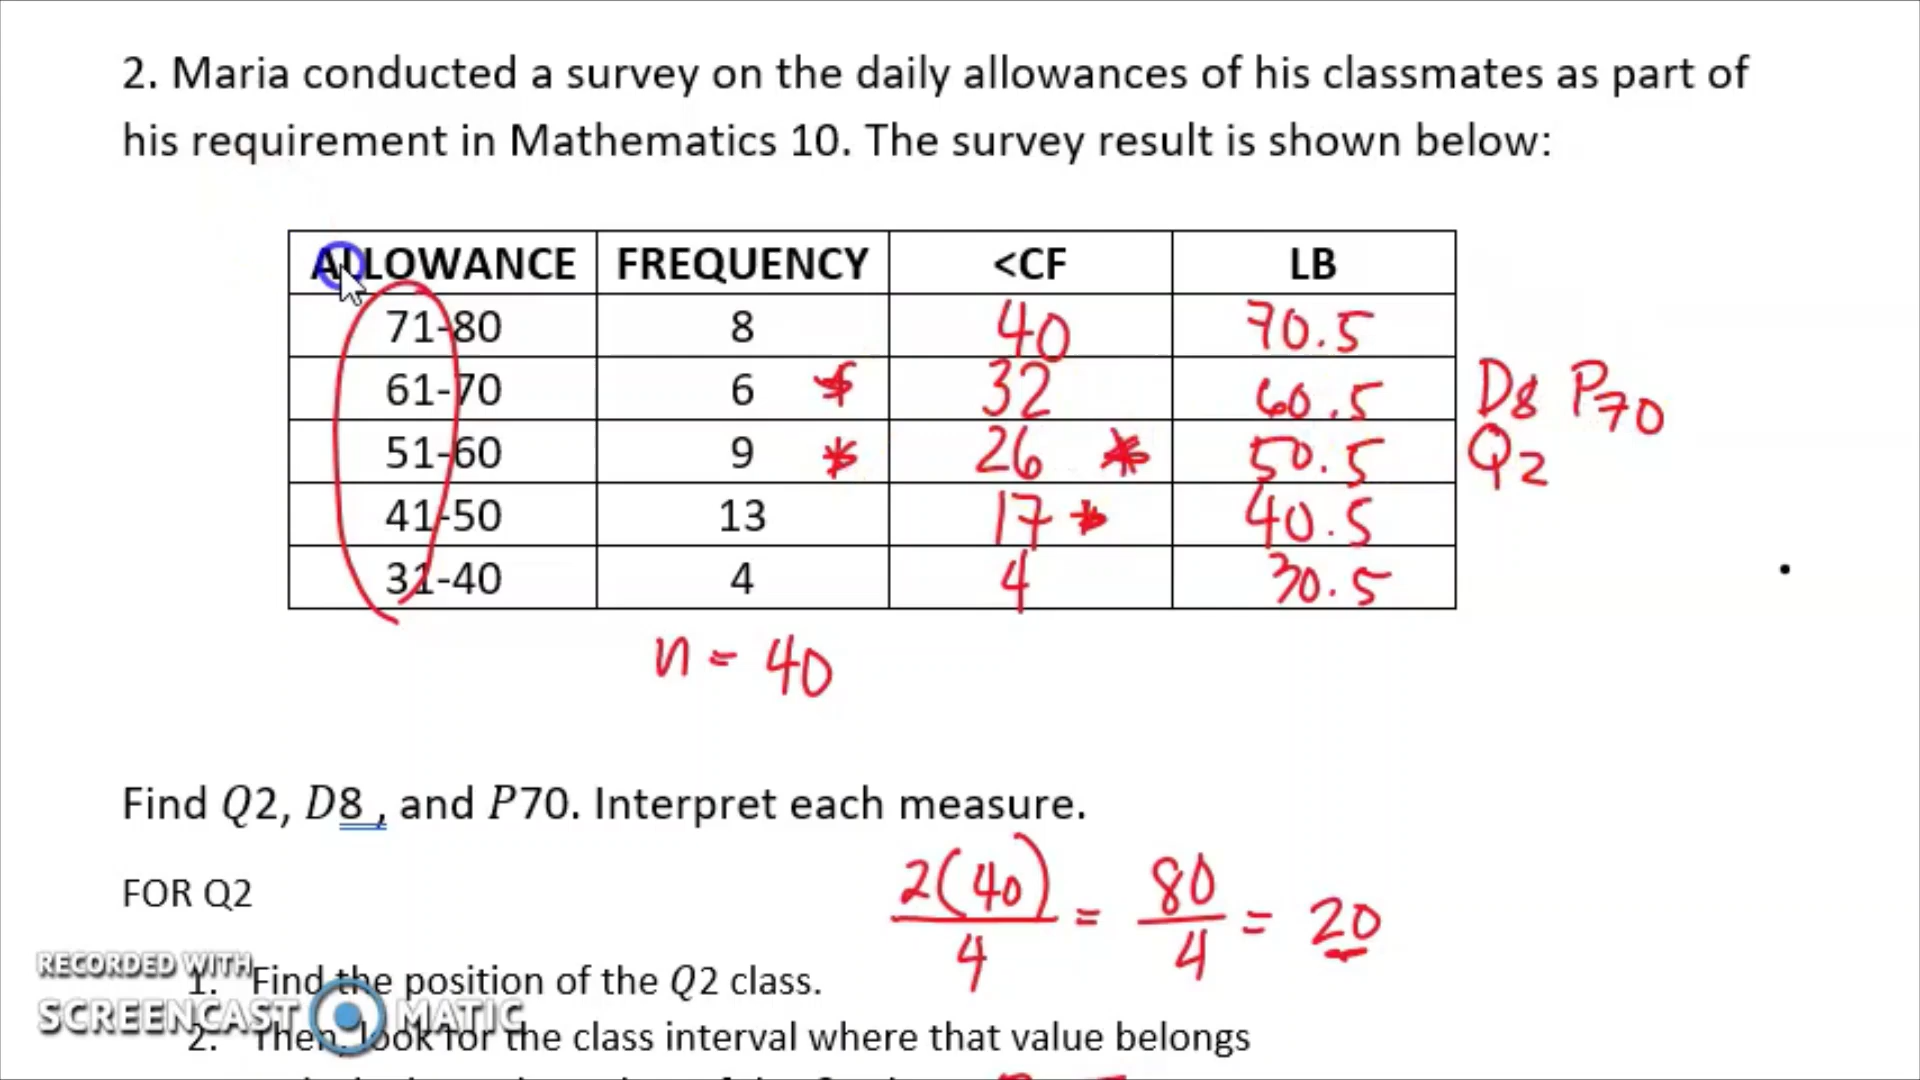 2. Maria conducted a survey on the daily allowances of his classmates as part of
his requirement in Mathematics 10. The survey result is shown below:
ALLOWANCE FREQUENCY <CF LB
71-80 8 40 70.5
61-70 6 * 32 60.5 D8 P70
51-60 9 * 26 * 50.5 Q2
41-50 13 17 * 40.5
31-40 4 4 30.5
n = 40
Find Q2, D8 , and P70. Interpret each measure.
FOR Q2
2(40)/4 = 80/4 = 20
RECORDED WITH
1. Find the position of the Q2 class.
SCREENCAST MATIC
2. Then, look for the class interval where that value belongs